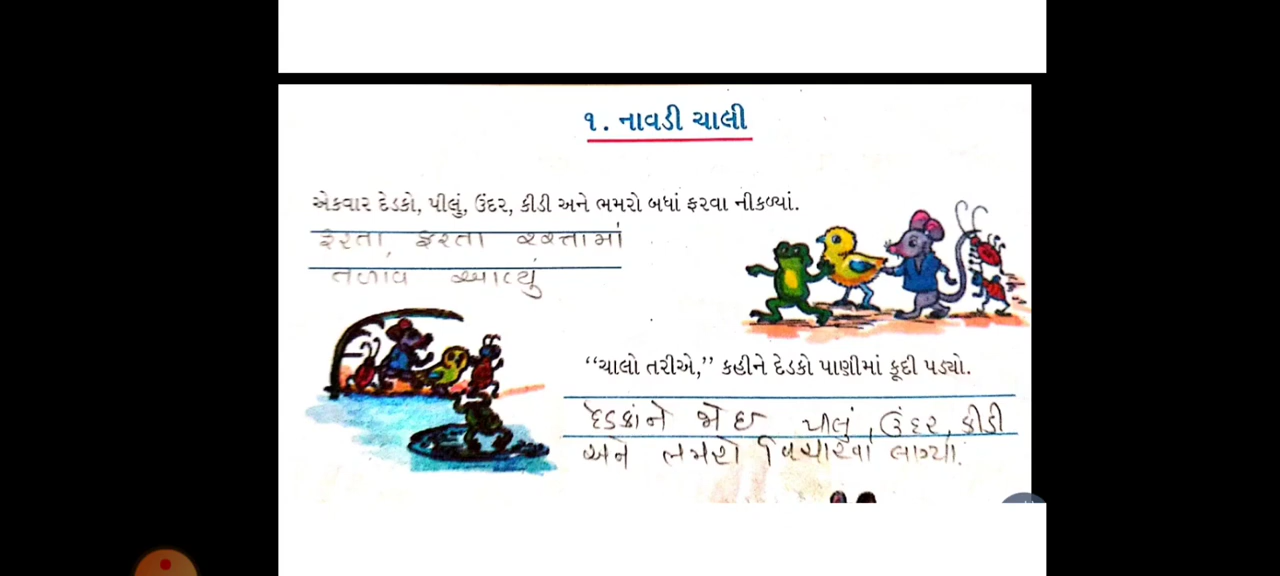 ૧. નાવડી ચાલી
એકવાર દેડકો, પીલું, ઉંદર, કીડી અને ભમરો બધાં ફરવા નીકળ્યાં.
ફરતા, ફરતા રસ્તામાં
તળાવ આવ્યું
“ચાલો તરીએ,” કહીને દેડકો પાણીમાં કૂદી પડ્યો.
દેડકાંને જોઈ પીલું, ઉંદર, કીડી
અને ભમરો વિચારવા લાગ્યા.